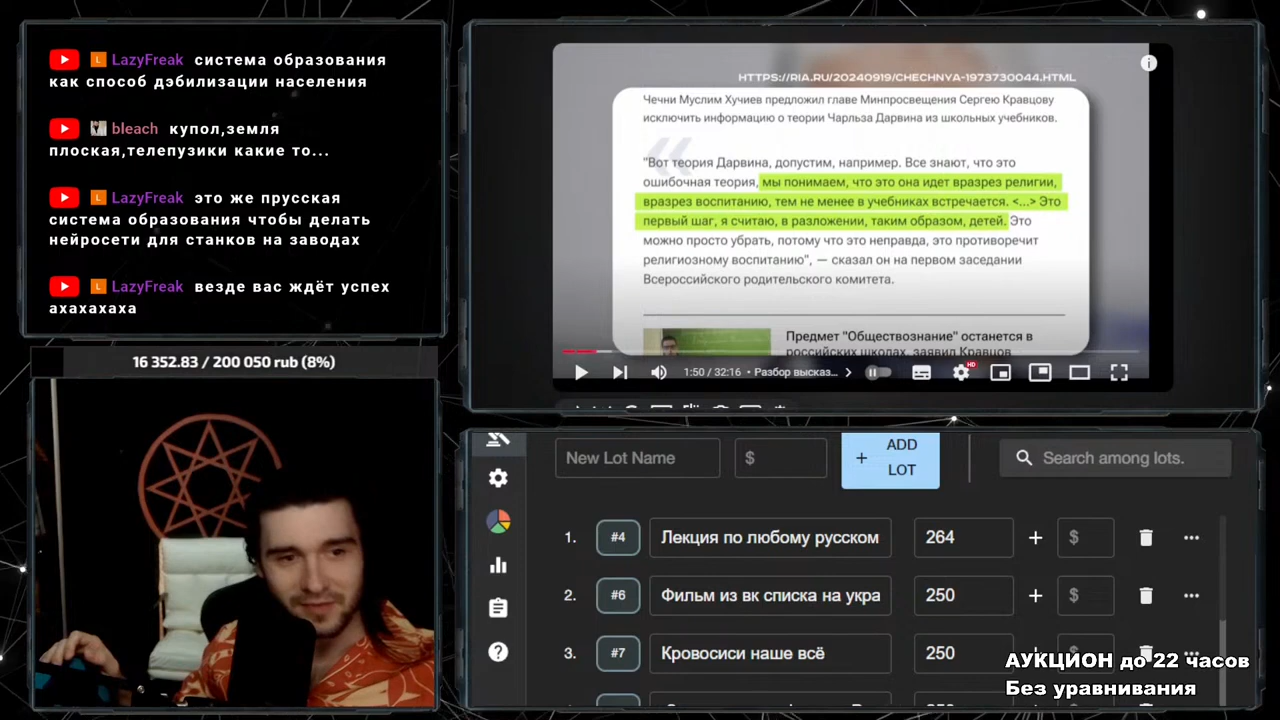 LazyFreak система образования
как способ дэбилизации населения
bleach купол,земля
плоская,телепузики какие то...
LazyFreak это же прусская
система образования чтобы делать
нейросети для станков на заводах
LazyFreak везде вас ждёт успех
ахахахаха
16 352.83 / 200 050 rub (8%)
HTTPS://RIA.RU/20240919/CHECHNYA-1973730044.HTML
Чечни Муслим Хучиев предложил главе Минпросвещения Сергею Кравцову
исключить информацию о теории Чарльза Дарвина из школьных учебников.
"Вот теория Дарвина, допустим, например. Все знают, что это
ошибочная теория, мы понимаем, что это она идет вразрез религии,
вразрез воспитанию, тем не менее в учебниках встречается. <...> Это
первый шаг, я считаю, в разложении, таким образом, детей. Это
можно просто убрать, потому что это неправда, это противоречит
религиозному воспитанию", — сказал он на первом заседании
Всероссийского родительского комитета.
Предмет "Обществознание" останется в
российских школах, заявил Кравцов
1:50 / 32:16 • Разбор высказ...
HD
New Lot Name $ + ADD
LOT
Search among lots.
1. #4 Лекция по любому русском 264 + $
2. #6 Фильм из вк списка на укра 250 + $
3. #7 Кровосиси наше всё 250
АУКЦИОН до 22 часов
Без уравнивания